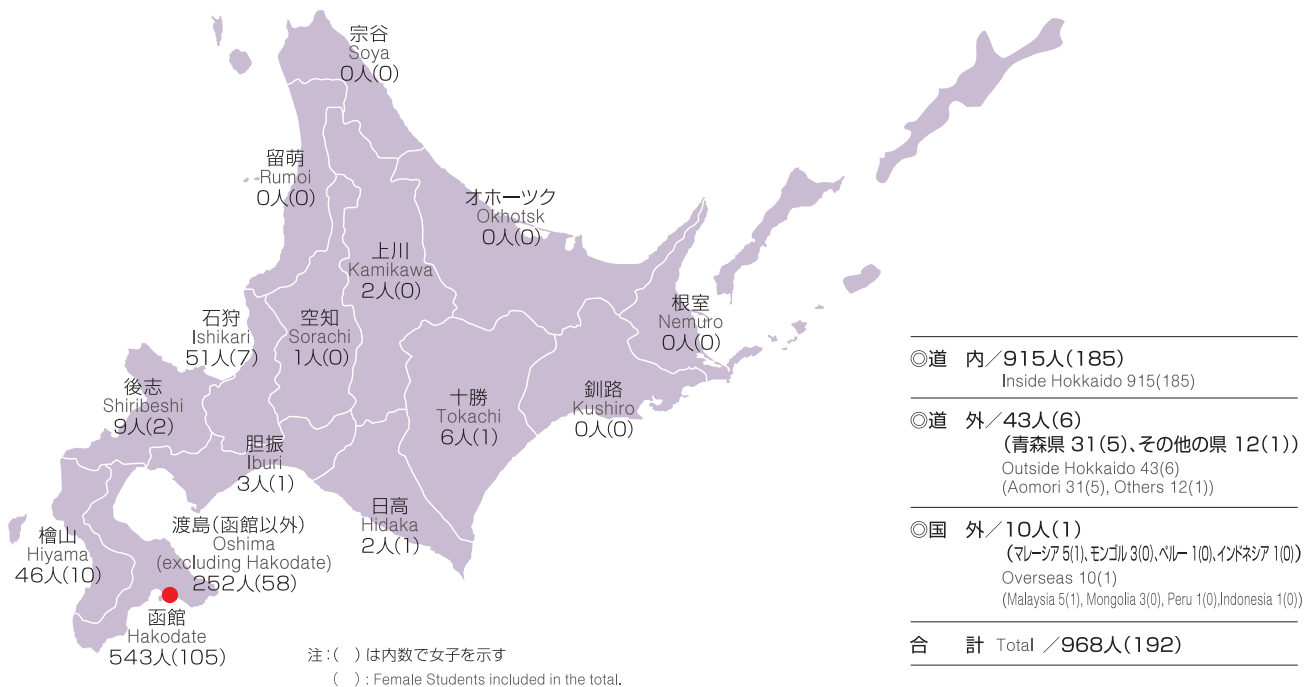 宗谷
Soya
0人(0)
留萌
Rumoi
0人(0)
オホーツク
Okhotsk
0人(0)
上川
Kamikawa
2人(0)
石狩
Ishikari
51人(7)
空知
Sorachi
1人(0)
根室
Nemuro
0人(0)
後志
Shiribeshi
9人(2)
十勝
Tokachi
6人(1)
釧路
Kushiro
0人(0)
胆振
Iburi
3人(1)
日高
Hidaka
2人(1)
檜山
Hiyama
46人(10)
渡島(函館以外)
Oshima
(excluding Hakodate)
252人(58)
函館
Hakodate
543人(105)
注:(　)は内数で女子を示す
(　) : Female Students included in the total.
◎道　内／915人(185)
Inside Hokkaido 915(185)
◎道　外／43人(6)
(青森県 31(5)、その他の県 12(1))
Outside Hokkaido 43(6)
(Aomori 31(5), Others 12(1))
◎国　外／10人(1)
(マレーシア 5(1)、モンゴル 3(0)、ペルー 1(0)、インドネシア 1(0))
Overseas 10(1)
(Malaysia 5(1), Mongolia 3(0), Peru 1(0),Indonesia 1(0))
合　計 Total ／968人(192)